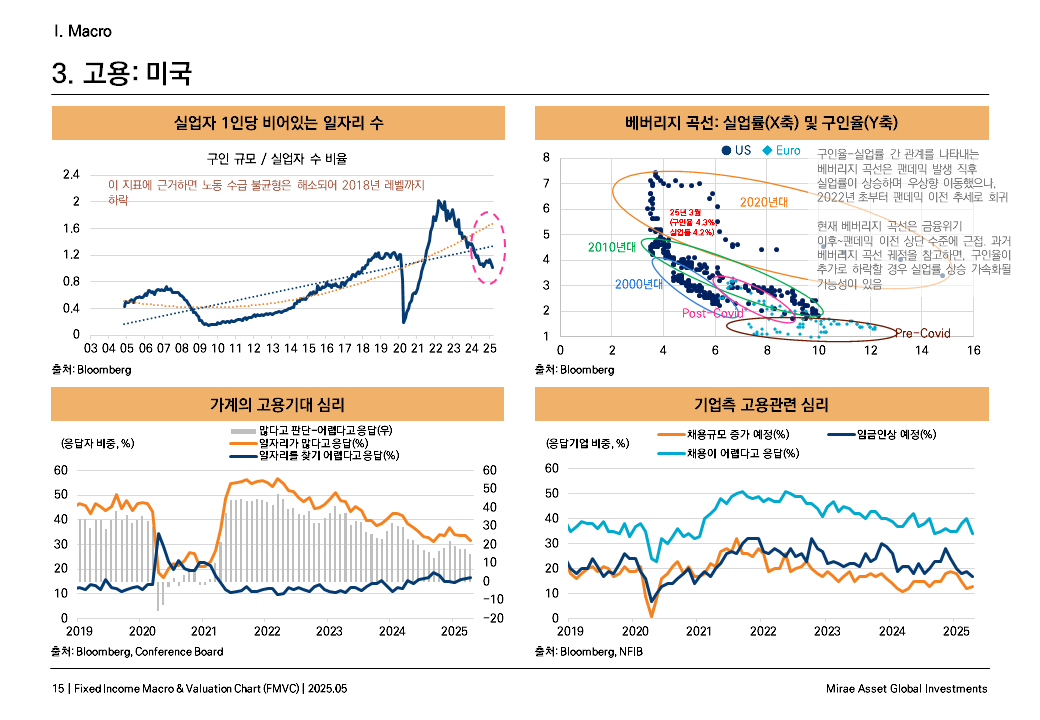 I. Macro
3. 고용: 미국
실업자 1인당 비어있는 일자리 수
구인 규모 / 실업자 수 비율
2.4
2
1.6
1.2
0.8
0.4
0
이 지표에 근거하면 노동 수급 불균형은 해소되어 2018년 레벨까지
하락
03 04 05 06 07 08 09 10 11 12 13 14 15 16 17 18 19 20 21 22 23 24 25
출처: Bloomberg
베버리지 곡선: 실업률(X축) 및 구인율(Y축)
US Euro
8
7
6
5
4
3
2
1
0 2 4 6 8 10 12 14 16
구인율-실업률 간 관계를 나타내는
베버리지 곡선은 팬데믹 발생 직후
실업률이 상승하며 우상향 이동했으나,
2022년 초부터 팬데믹 이전 추세로 회귀
현재 베버리지 곡선은 금융위기
이후~팬데믹 이전 상단 수준에 근접. 과거
베버리지 곡선 궤적을 참고하면, 구인율이
추가로 하락할 경우 실업률 상승 가속화될
가능성이 있음
2020년대
25년 3월
(구인율 4.3%,
실업률 4.2%)
2010년대
2000년대
Post-Covid
Pre-Covid
출처: Bloomberg
가계의 고용기대 심리
(응답자 비중, %)
많다고 판단-어렵다고응답(우)
일자리가 많다고응답(%)
일자리를 찾기 어렵다고응답(%)
60
50
40
30
20
10
0
60
50
40
30
20
10
0
-10
-20
2019 2020 2021 2022 2023 2024 2025
출처: Bloomberg, Conference Board
기업측 고용관련 심리
(응답기업 비중, %)
채용규모 증가 예정(%)
임금인상 예정(%)
채용이 어렵다고 응답(%)
60
50
40
30
20
10
0
2019 2020 2021 2022 2023 2024 2025
출처: Bloomberg, NFIB
15 | Fixed Income Macro & Valuation Chart (FMVC) | 2025.05
Mirae Asset Global Investments